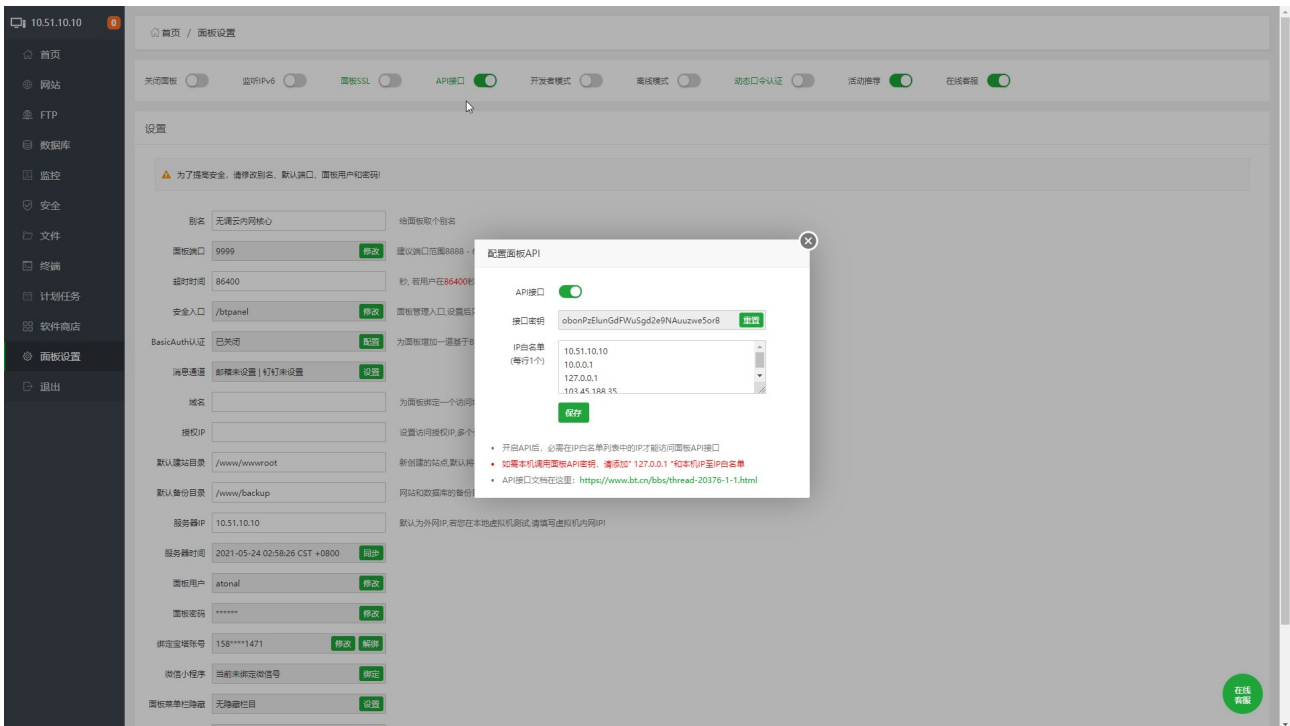 10.51.10.10 0
首页
网站
FTP
数据库
监控
安全
文件
终端
计划任务
软件商店
面板设置
退出
首页 / 面板设置
关闭面板 监听IPv6 面板SSL API接口 开发者模式 离线模式 动态口令认证 活动推荐 在线客服
设置
为了提高安全，请修改别名、默认端口、面板用户和密码!
别名 无调云内网核心 给面板取个别名
面板端口 9999 修改 建议端口范围8888 -
超时时间 86400 秒, 若用户在86400秒
安全入口 /btpanel 修改 面板管理入口,设置后
BasicAuth认证 已关闭 配置 为面板增加一道基于B
消息通道 邮箱未设置 | 钉钉未设置 设置
域名 为面板绑定一个访问
授权IP 设置访问授权IP,多个
默认建站目录 /www/wwwroot 新创建的站点,默认将
默认备份目录 /www/backup 网站和数据库的备份
服务器IP 10.51.10.10 默认为外网IP,若您在本地虚拟机测试,请填写虚拟机内网IP!
服务器时间 2021-05-24 02:58:26 CST +0800 同步
面板用户 atonal 修改
面板密码 ****** 修改
绑定宝塔账号 158****1471 修改 解绑
微信小程序 当前未绑定微信号 绑定
面板菜单栏隐藏 无隐藏栏目 设置
配置面板API
API接口
接口密钥 obonPzElunGdFWuSgd2e9NAuuzwe5or8 重置
IP白名单
(每行1个)
10.51.10.10
10.0.0.1
127.0.0.1
103.45.188.35
保存
• 开启API后，必需在IP白名单列表中的IP才能访问面板API接口
• 如需本机调用面板API密钥，请添加" 127.0.0.1 "和本机IP至IP白名单
• API接口文档在这里：https://www.bt.cn/bbs/thread-20376-1-1.html
在线
客服